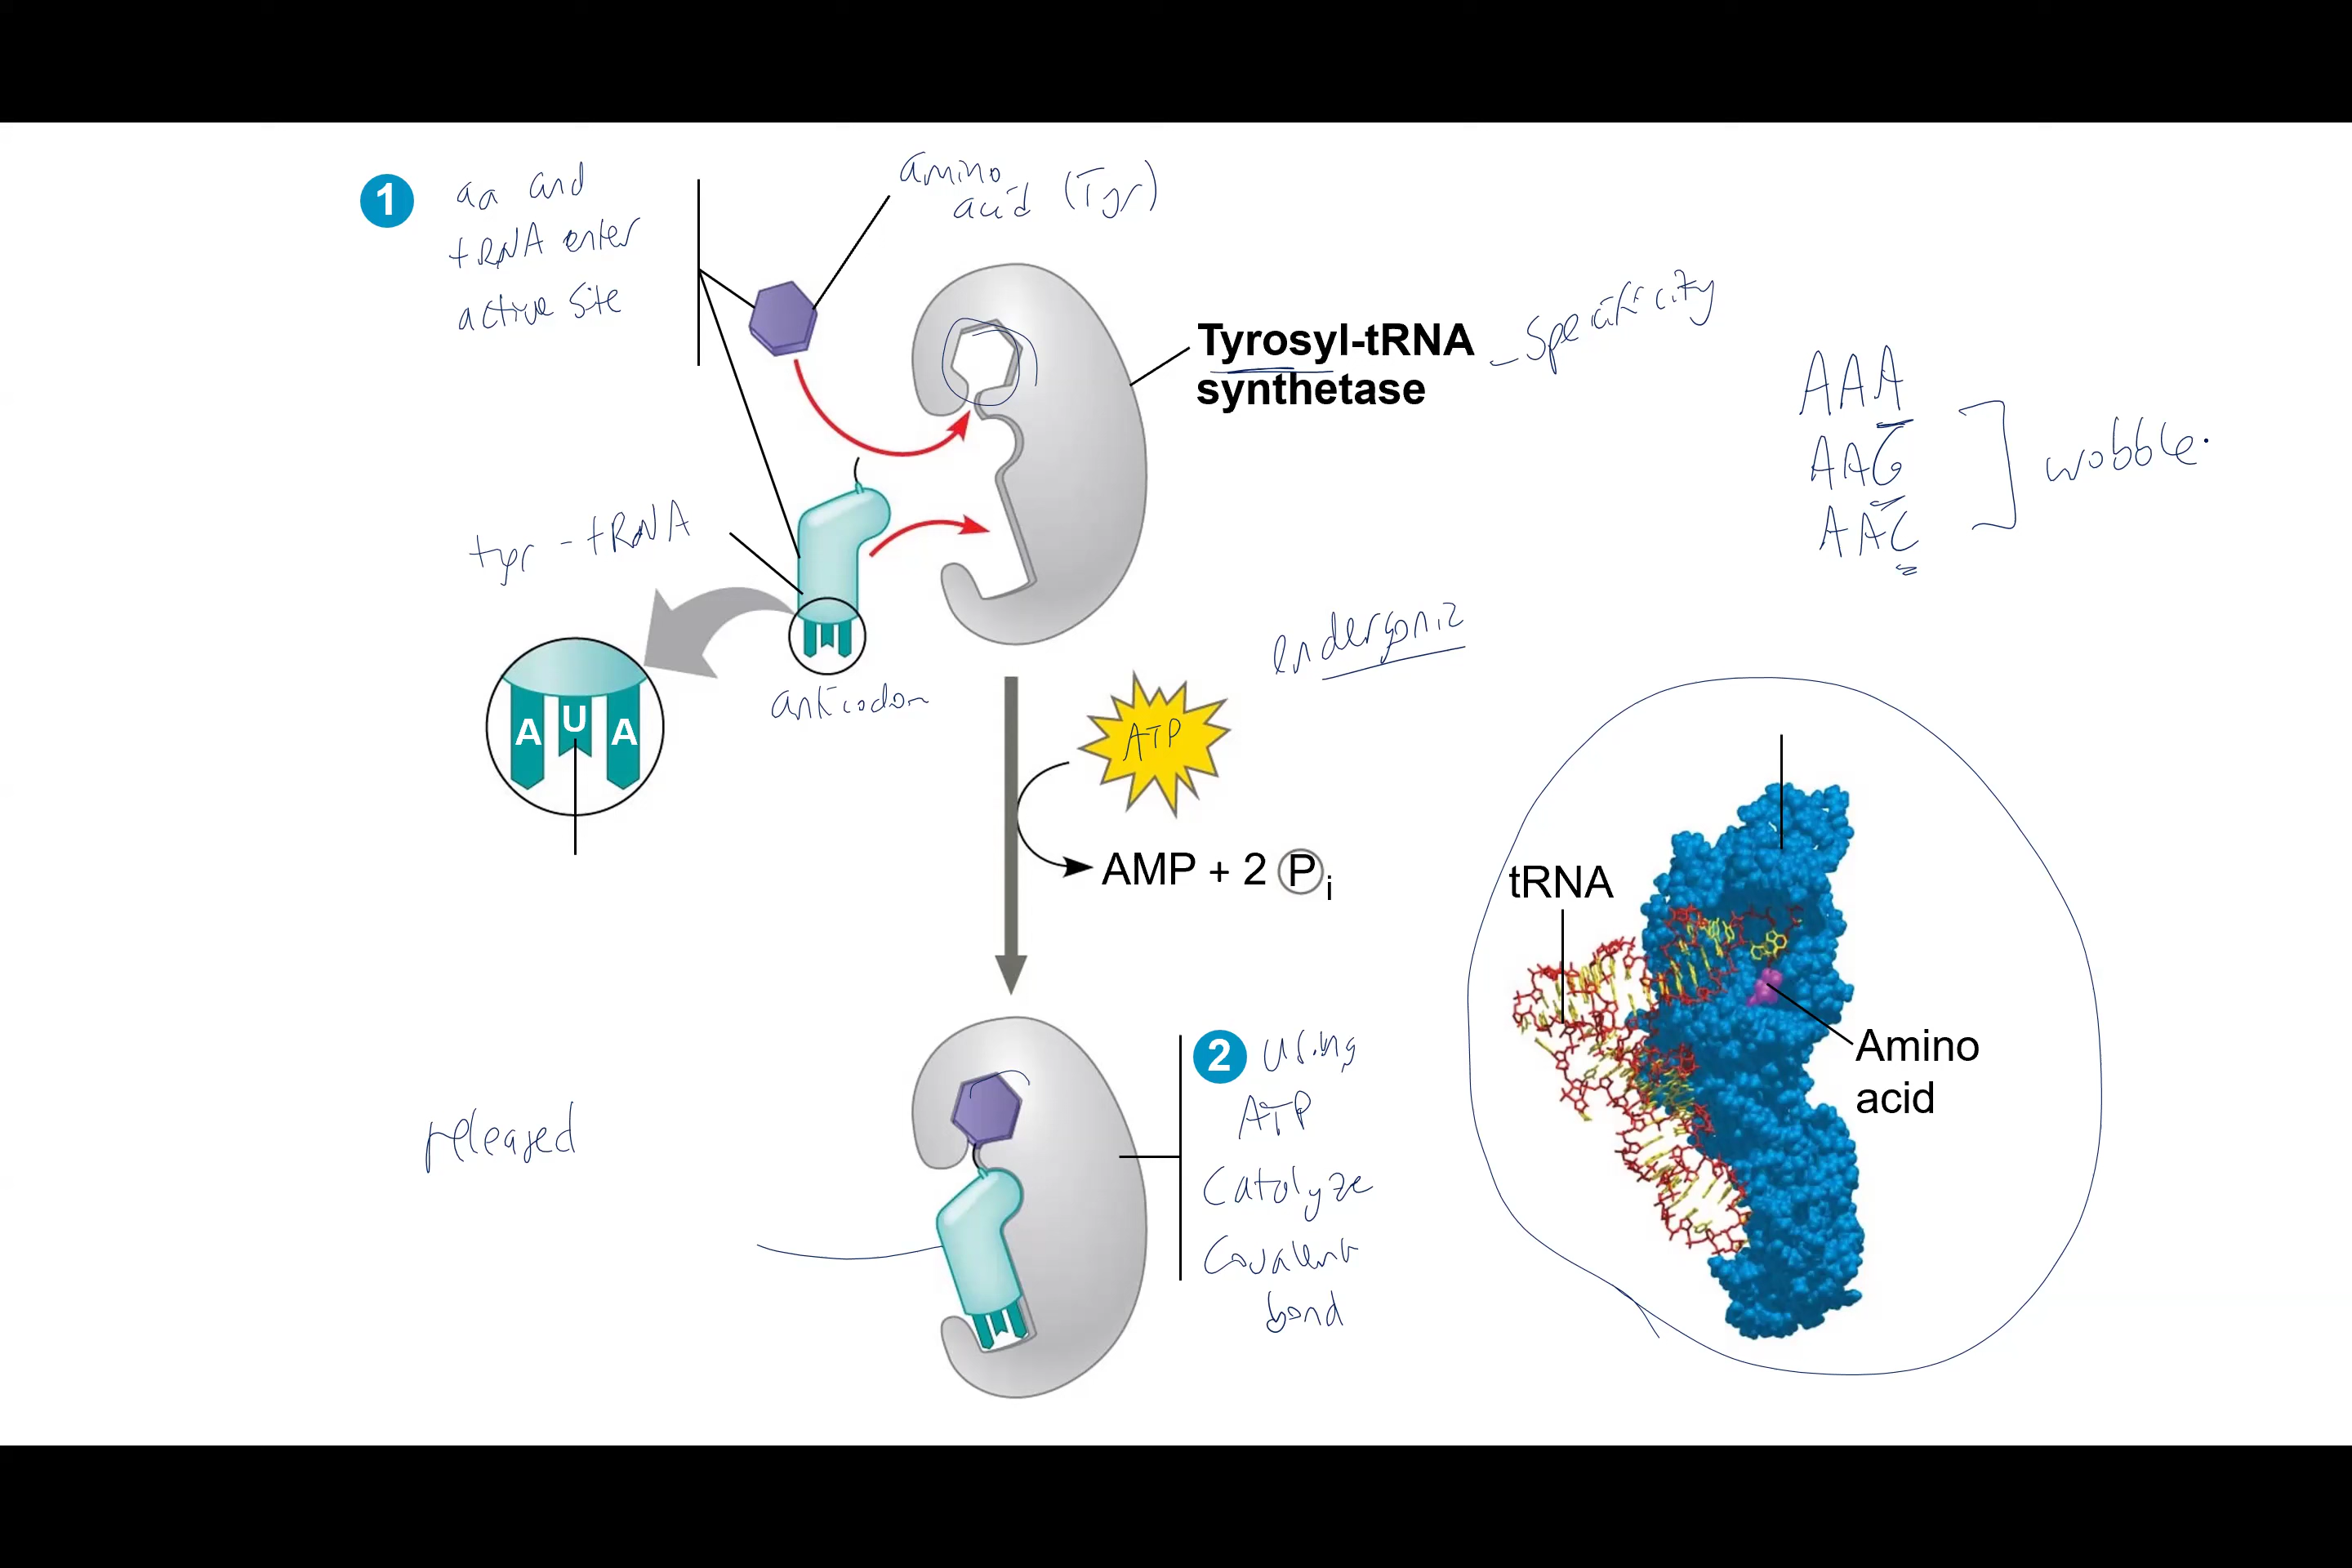 1
aa and
tRNA enter
active site
amino
acid (Tyr)
Tyrosyl-tRNA
synthetase
- specificity
AAA
AAG
AAC
wobble.
tyr - tRNA
A U A
anticodon
endergonic
ATP
AMP + 2 Pi
tRNA
Amino
acid
released
2 using
ATP
Catalyze
Covalent
bond